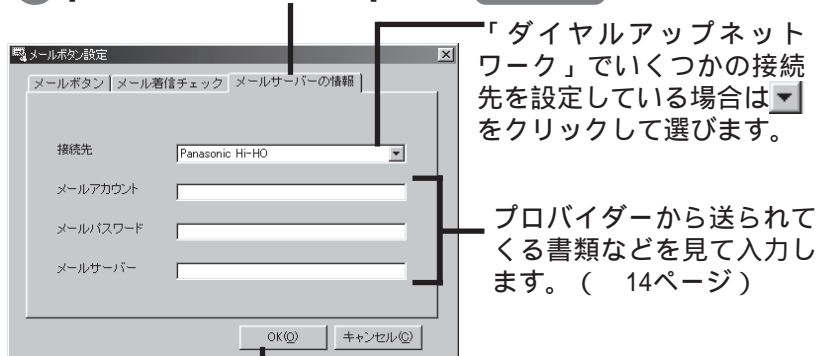 「ダイヤルアップネット
ワーク」でいくつかの接続
先を設定している場合は
をクリックして選びます。
メールボタン設定
メールボタン メール着信チェック メールサーバーの情報
接続先 Panasonic Hi-HO
メールアカウント
メールパスワード
メールサーバー
プロバイダーから送られて
くる書類などを見て入力し
ます。( 14ページ)
OK(O) キャンセル(C)